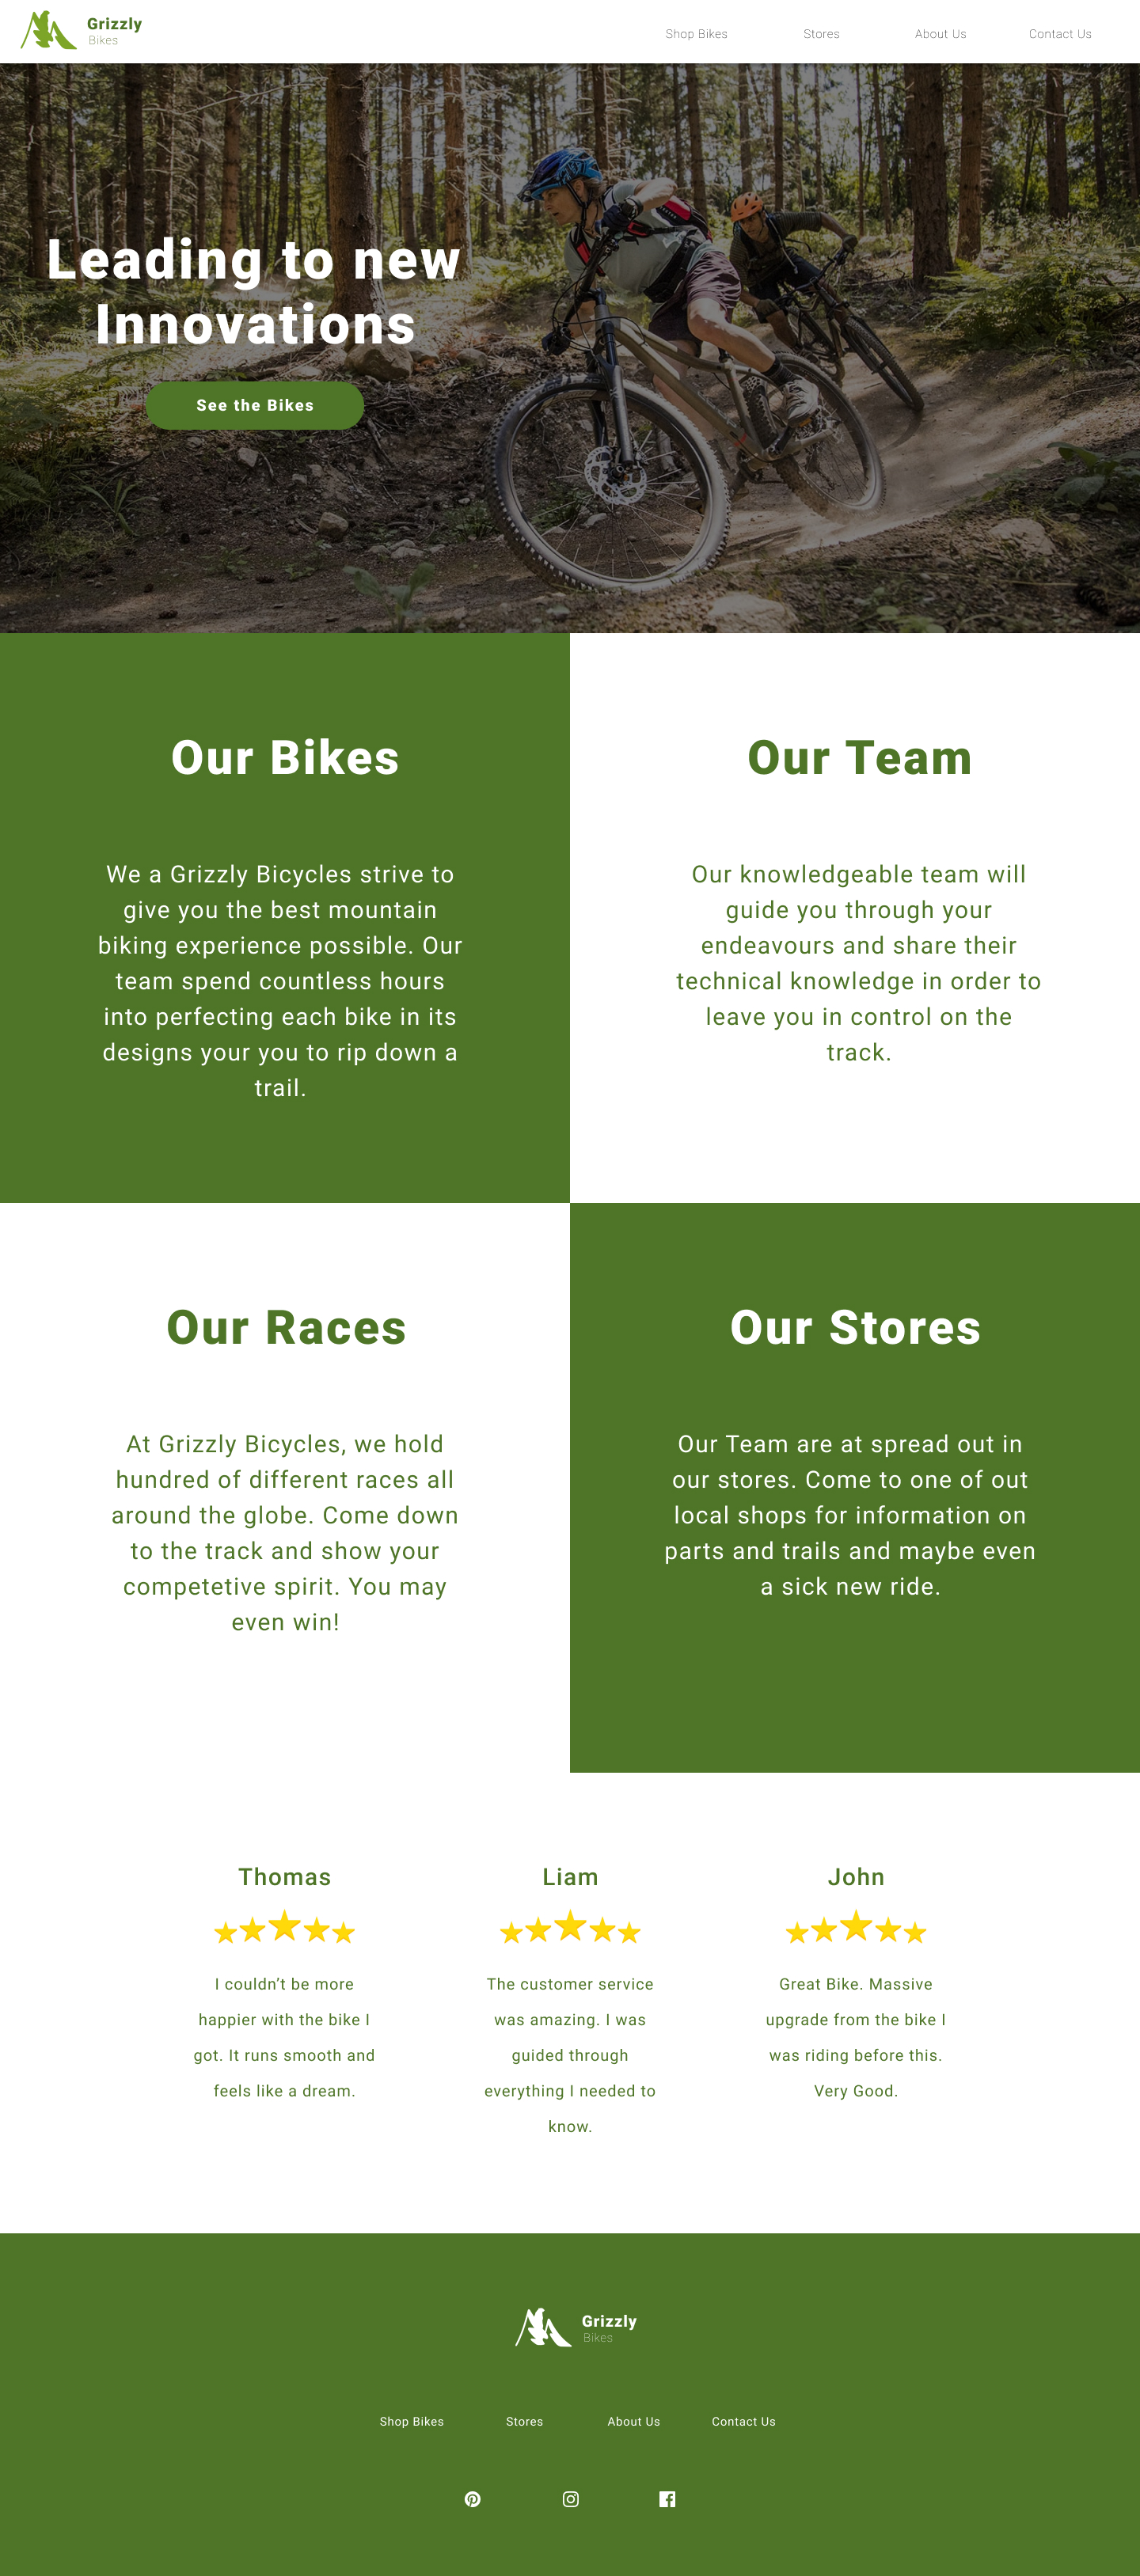 Grizzly
Bikes
Shop Bikes
Stores
About Us
Contact Us
Leading to new
Innovations
See the Bikes
Our Bikes
We a Grizzly Bicycles strive to
give you the best mountain
biking experience possible. Our
team spend countless hours
into perfecting each bike in its
designs your you to rip down a
trail.
Our Team
Our knowledgeable team will
guide you through your
endeavours and share their
technical knowledge in order to
leave you in control on the
track.
Our Races
At Grizzly Bicycles, we hold
hundred of different races all
around the globe. Come down
to the track and show your
competetive spirit. You may
even win!
Our Stores
Our Team are at spread out in
our stores. Come to one of out
local shops for information on
parts and trails and maybe even
a sick new ride.
Thomas
I couldn’t be more
happier with the bike I
got. It runs smooth and
feels like a dream.
Liam
The customer service
was amazing. I was
guided through
everything I needed to
know.
John
Great Bike. Massive
upgrade from the bike I
was riding before this.
Very Good.
Grizzly
Bikes
Shop Bikes
Stores
About Us
Contact Us